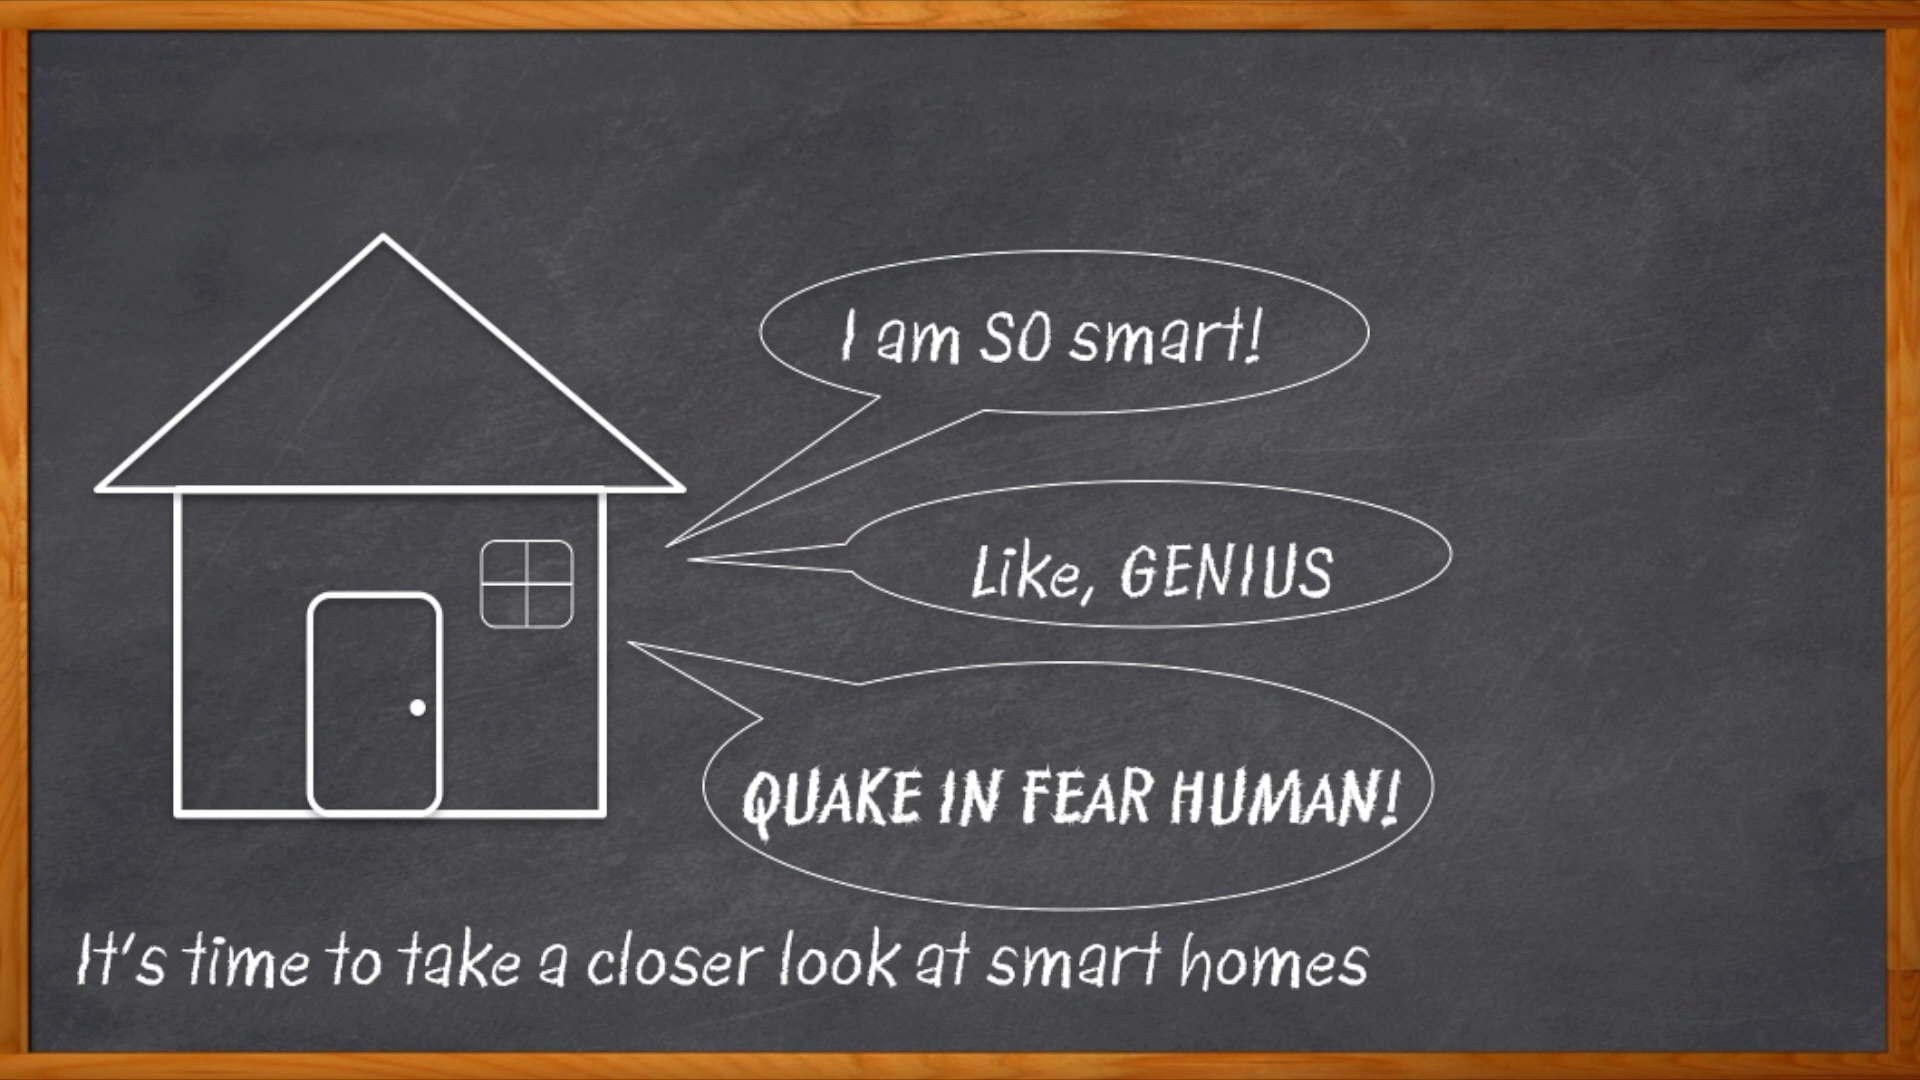 I am SO smart!
Like, GENIUS
QUAKE IN FEAR HUMAN!
It's time to take a closer look at smart homes